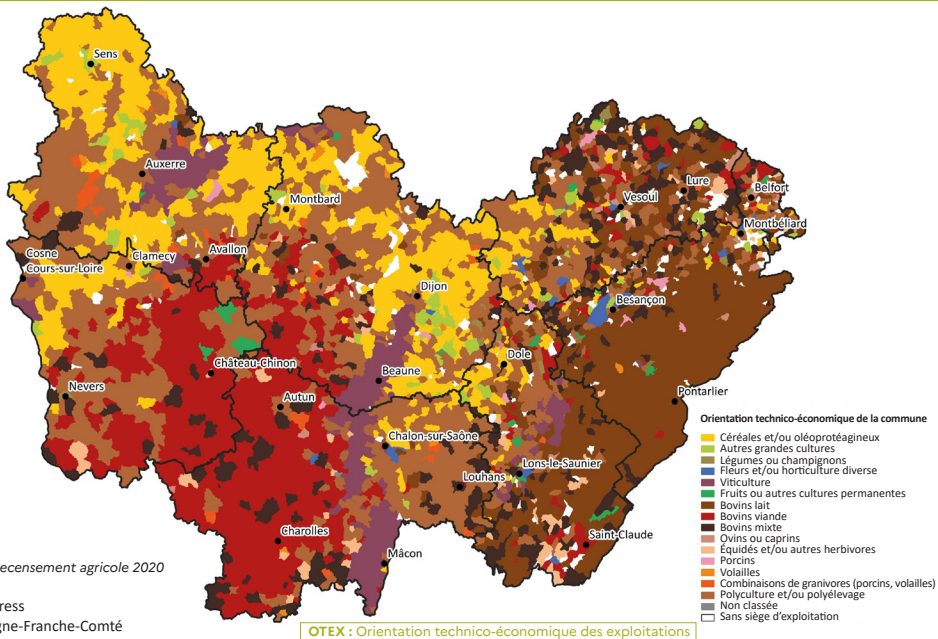 Sens
Auxerre
Montbard
Vesoul
Lure
Belfort
Montbéliard
Cosne
Cours-sur-Loire
Clamecy
Avallon
Dijon
Besançon
Château-Chinon
Beaune
Dole
Nevers
Autun
Pontarlier
Chalon-sur-Saône
Lons-le-Saunier
Louhans
Charolles
Saint-Claude
Mâcon
Orientation technico-économique de la commune
Céréales et/ou oléoprotéagineux
Autres grandes cultures
Légumes ou champignons
Fleurs et/ou horticulture diverse
Viticulture
Fruits ou autres cultures permanentes
Bovins lait
Bovins viande
Bovins mixte
Ovins ou caprins
Équidés et/ou autres herbivores
Porcins
Volailles
Combinaisons de granivores (porcins, volailles)
Polyculture et/ou polyélevage
Non classée
Sans siège d'exploitation
ecensement agricole 2020
ress
gne-Franche-Comté
OTEX : Orientation technico-économique des exploitations